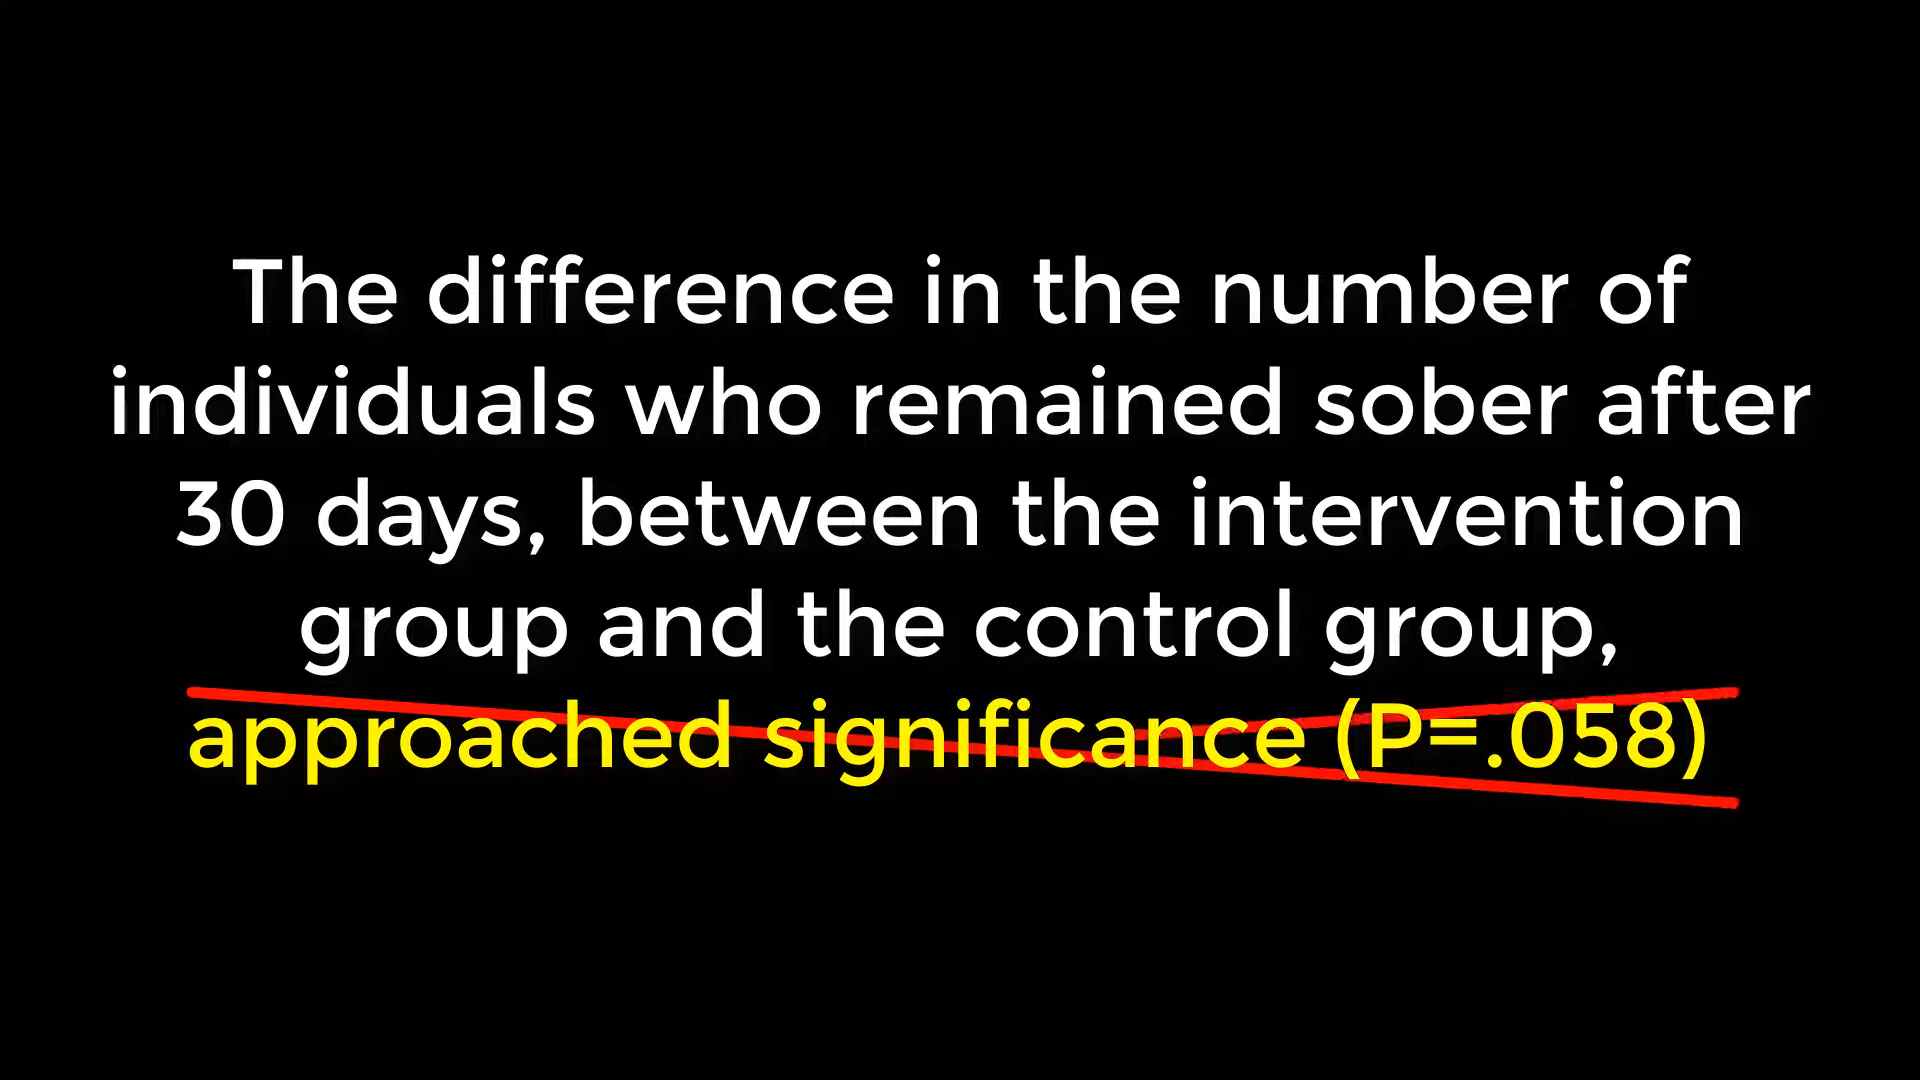 The difference in the number of
individuals who remained sober after
30 days, between the intervention
group and the control group,
approached significance (P=.058)